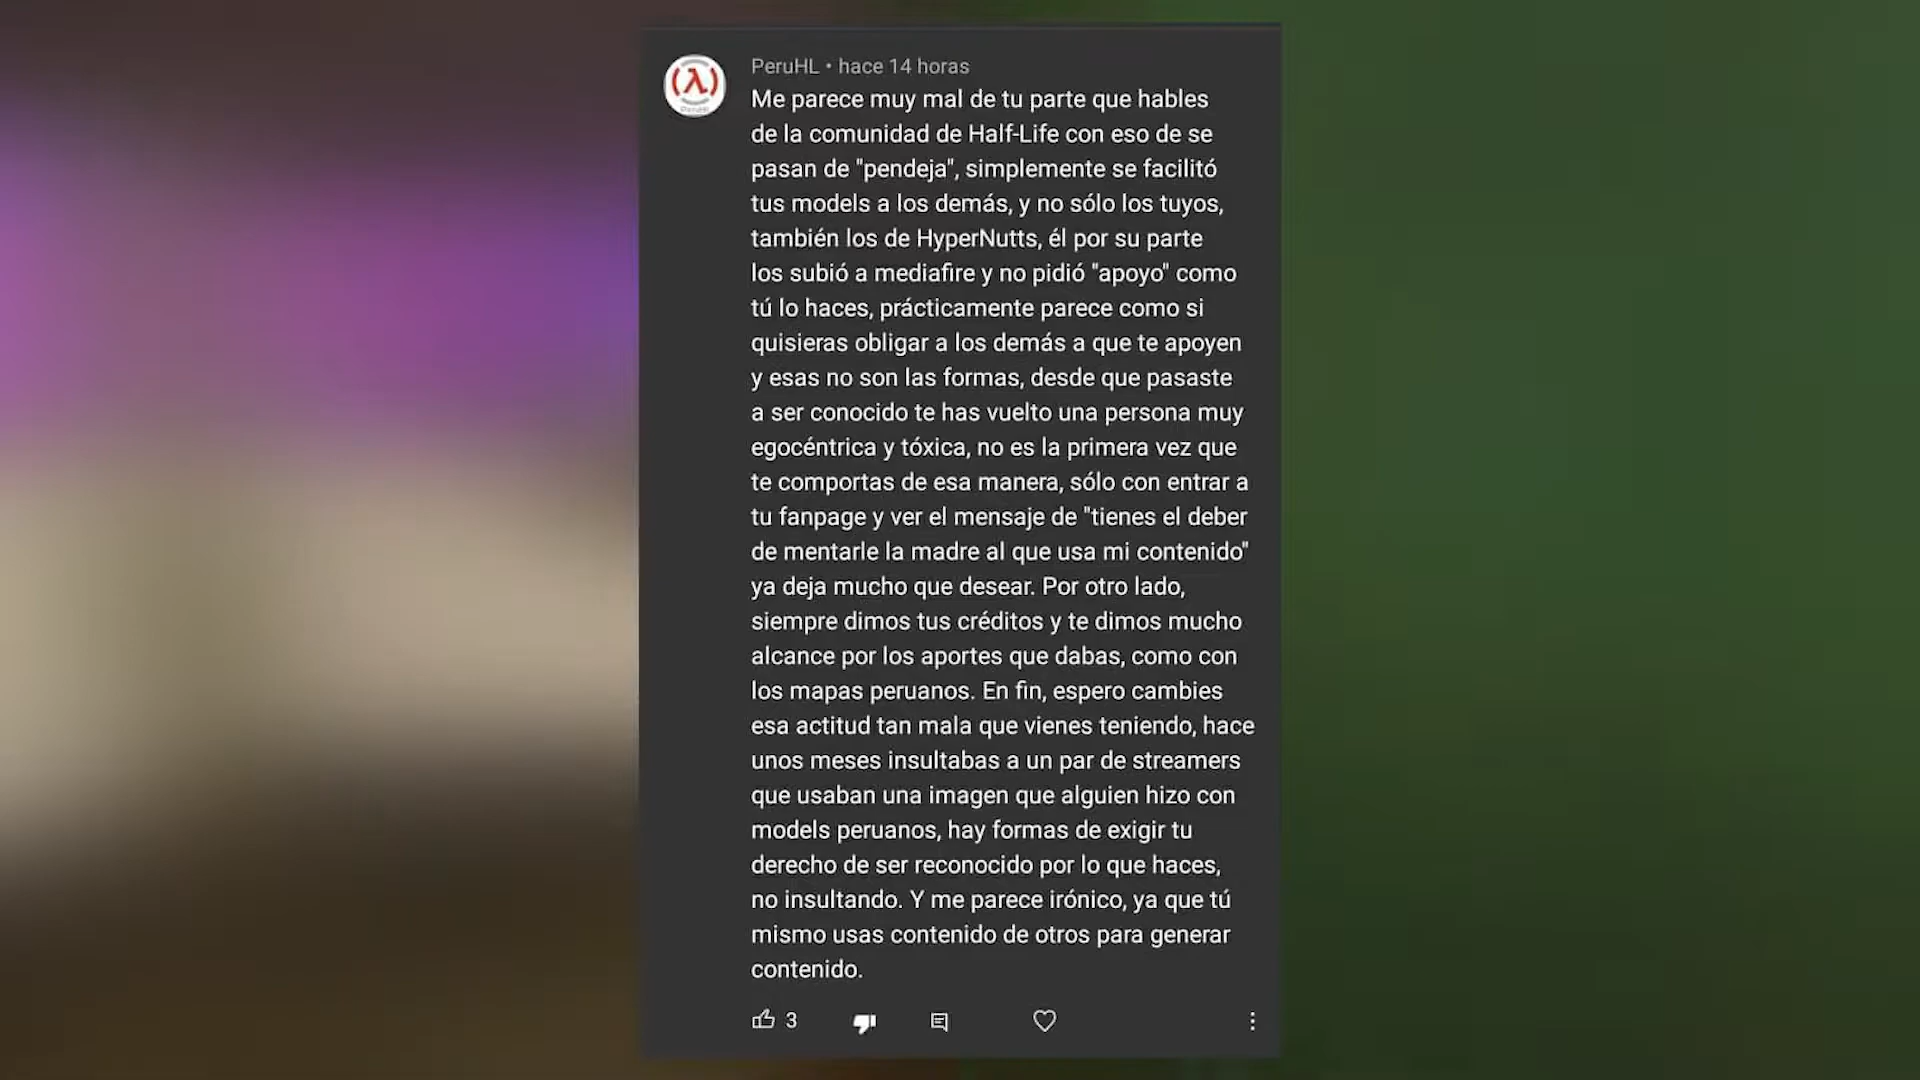 PeruHL • hace 14 horas
Me parece muy mal de tu parte que hables
de la comunidad de Half-Life con eso de se
pasan de "pendeja", simplemente se facilitó
tus models a los demás, y no sólo los tuyos,
también los de HyperNutts, él por su parte
los subió a mediafire y no pidió "apoyo" como
tú lo haces, prácticamente parece como si
quisieras obligar a los demás a que te apoyen
y esas no son las formas, desde que pasaste
a ser conocido te has vuelto una persona muy
egocéntrica y tóxica, no es la primera vez que
te comportas de esa manera, sólo con entrar a
tu fanpage y ver el mensaje de "tienes el deber
de mentarle la madre al que usa mi contenido"
ya deja mucho que desear. Por otro lado,
siempre dimos tus créditos y te dimos mucho
alcance por los aportes que dabas, como con
los mapas peruanos. En fin, espero cambies
esa actitud tan mala que vienes teniendo, hace
unos meses insultabas a un par de streamers
que usaban una imagen que alguien hizo con
models peruanos, hay formas de exigir tu
derecho de ser reconocido por lo que haces,
no insultando. Y me parece irónico, ya que tú
mismo usas contenido de otros para generar
contenido.
3